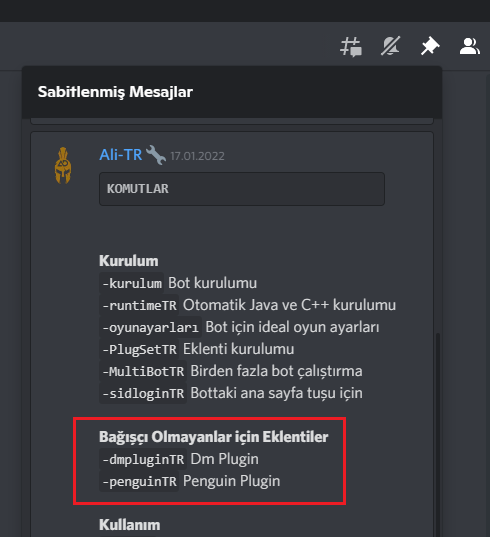 Sabitlenmiş Mesajlar
Ali-TR 17.01.2022
KOMUTLAR
Kurulum
-kurulum Bot kurulumu
-runtimeTR Otomatik Java ve C++ kurulumu
-oyunayarları Bot için ideal oyun ayarları
-PlugSetTR Eklenti kurulumu
-MultiBotTR Birden fazla bot çalıştırma
-sidloginTR Bottaki ana sayfa tuşu için
Bağışçı Olmayanlar için Eklentiler
-dmpluginTR Dm Plugin
-penguinTR Penguin Plugin
Kullanım